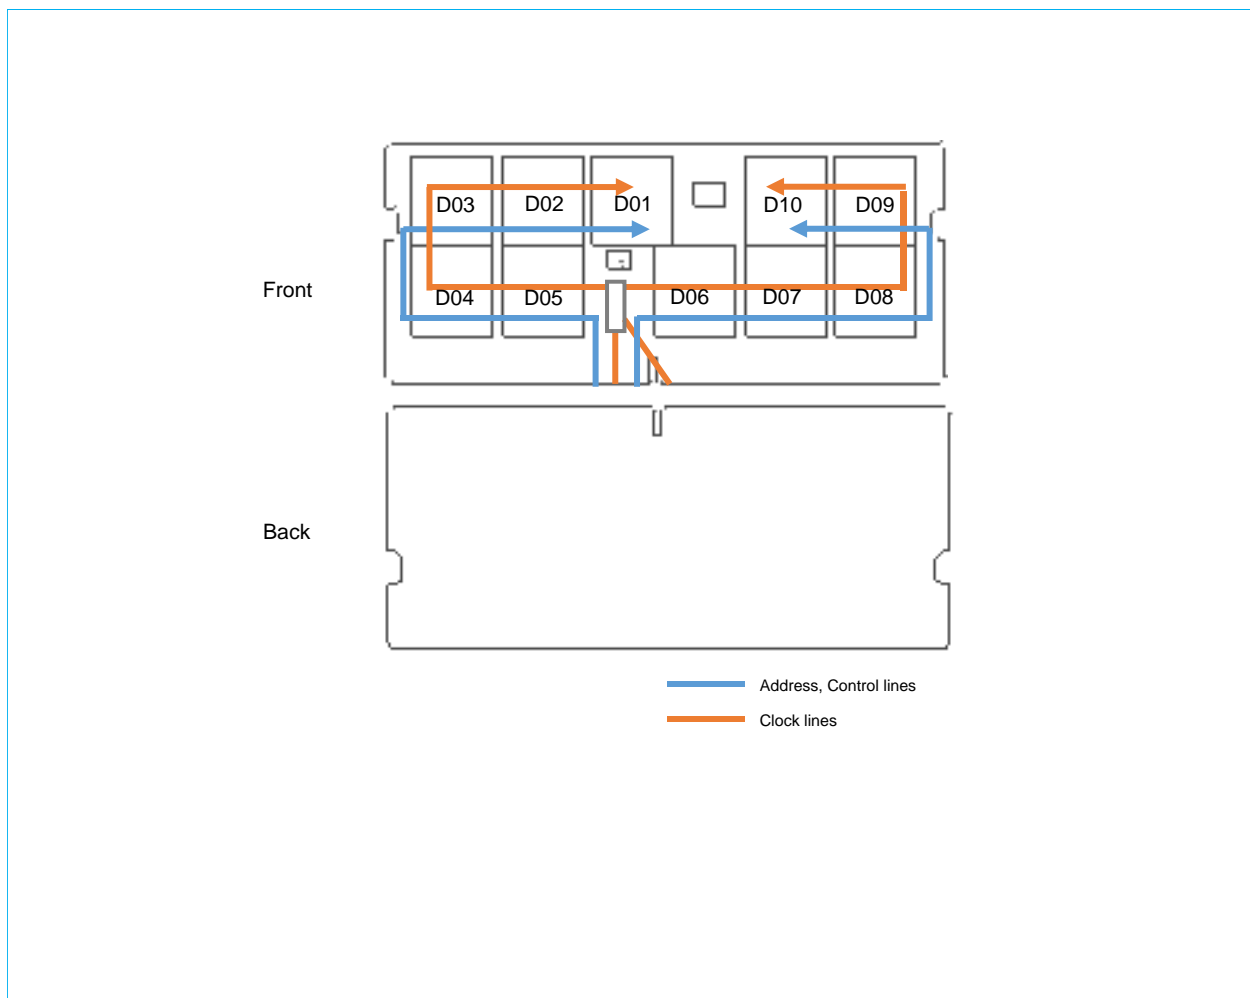 D03 D02 D01 D10 D09
Front
D04 D05 D06 D07 D08
Back
Address, Control lines
Clock lines